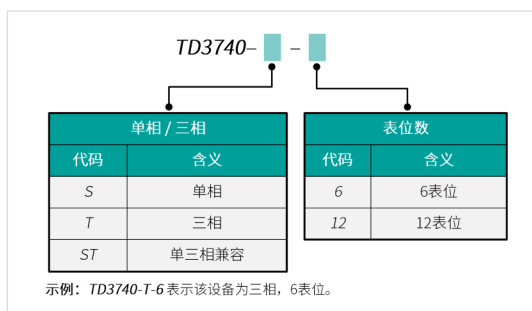 TD3740- -
单相 / 三相
代码 含义
S 单相
T 三相
ST 单三相兼容
表位数
代码 含义
6 6表位
12 12表位
示例：TD3740-T-6 表示该设备为三相，6表位。